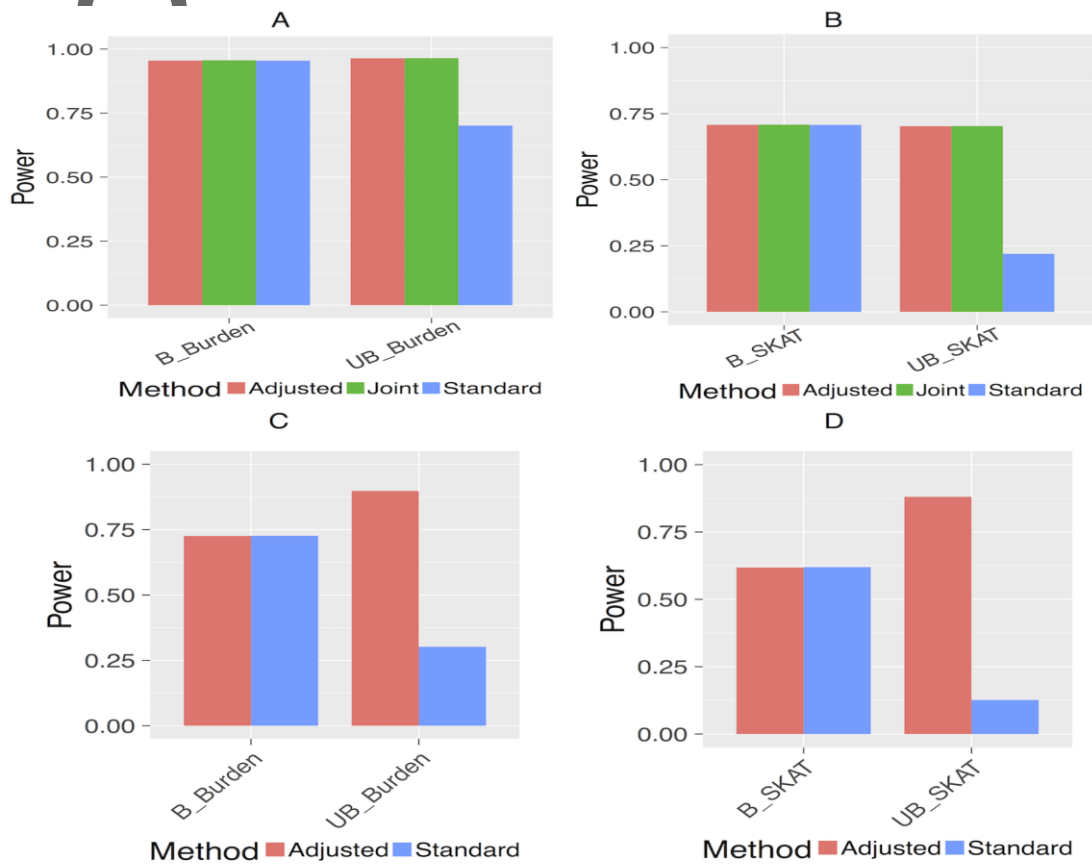 A
1.00
0.75
0.50
0.25
0.00
Power
B_Burden
UB_Burden
Method Adjusted Joint Standard
B
1.00
0.75
0.50
0.25
0.00
Power
B_SKAT
UB_SKAT
Method Adjusted Joint Standard
C
1.00
0.75
0.50
0.25
0.00
Power
B_Burden
UB_Burden
Method Adjusted Standard
D
1.00
0.75
0.50
0.25
0.00
Power
B_SKAT
UB_SKAT
Method Adjusted Standard